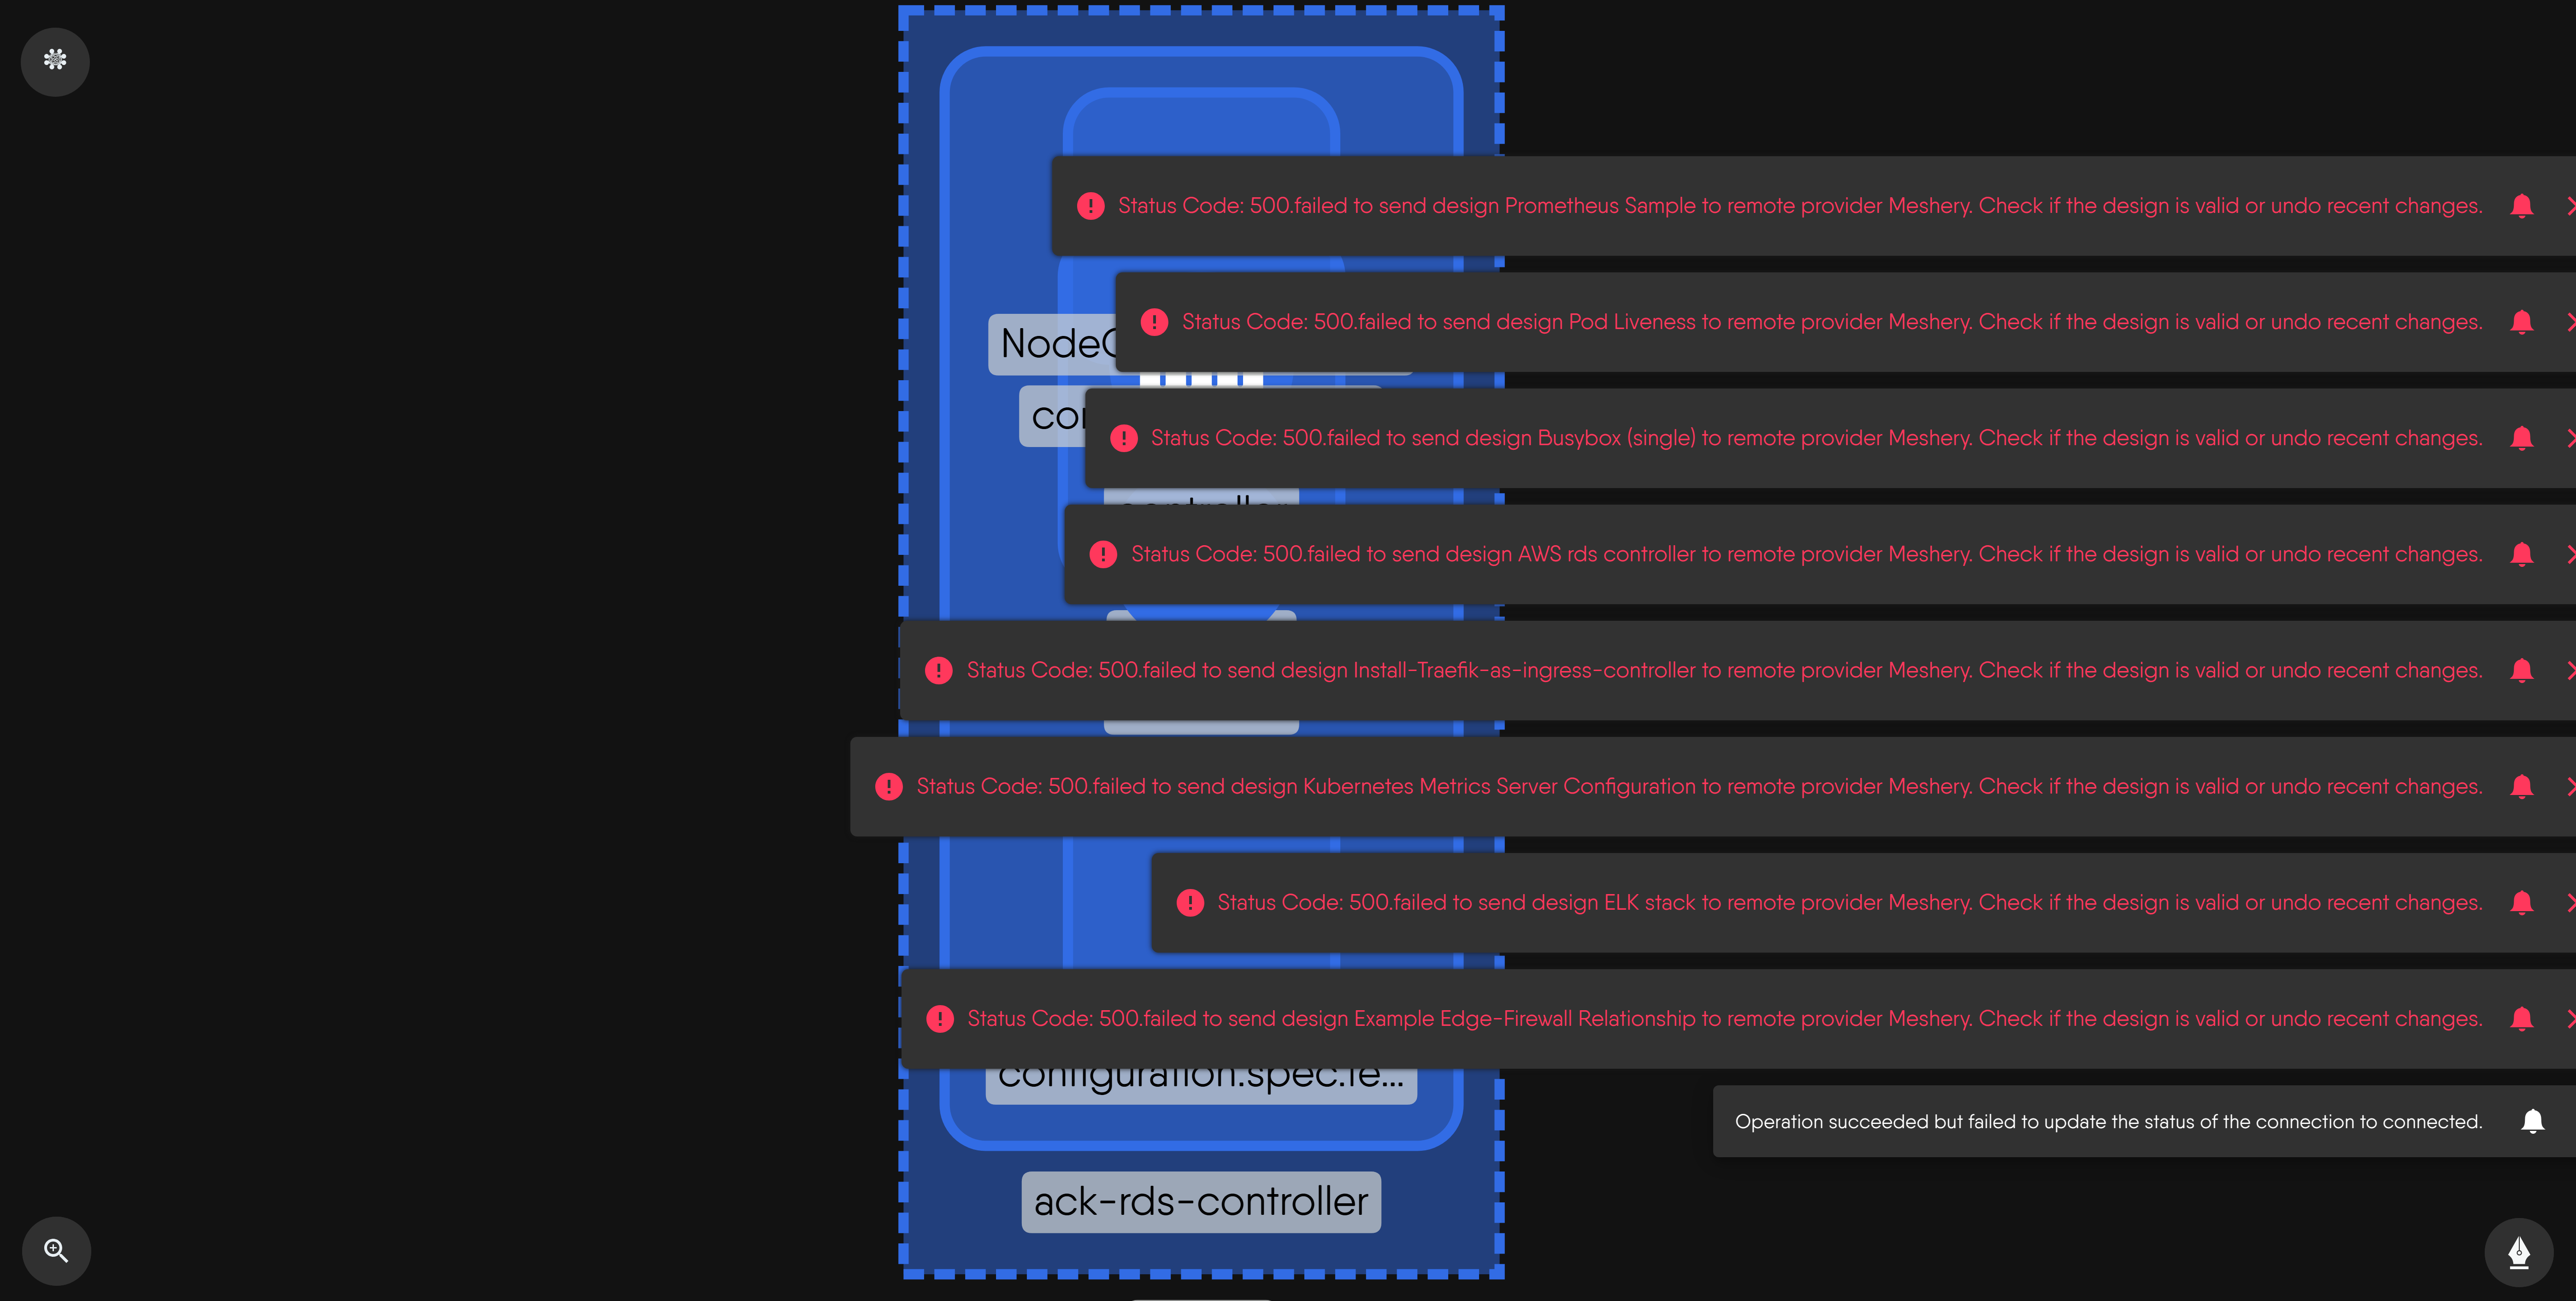 Status Code: 500.failed to send design Prometheus Sample to remote provider Meshery. Check if the design is valid or undo recent changes.
Status Code: 500.failed to send design Pod Liveness to remote provider Meshery. Check if the design is valid or undo recent changes.
Status Code: 500.failed to send design Busybox (single) to remote provider Meshery. Check if the design is valid or undo recent changes.
controller
Status Code: 500.failed to send design AWS rds controller to remote provider Meshery. Check if the design is valid or undo recent changes.
Status Code: 500.failed to send design Install-Traefik-as-ingress-controller to remote provider Meshery. Check if the design is valid or undo recent changes.
Status Code: 500.failed to send design Kubernetes Metrics Server Configuration to remote provider Meshery. Check if the design is valid or undo recent changes.
Status Code: 500.failed to send design ELK stack to remote provider Meshery. Check if the design is valid or undo recent changes.
Status Code: 500.failed to send design Example Edge-Firewall Relationship to remote provider Meshery. Check if the design is valid or undo recent changes.
configuration.spec.te...
Operation succeeded but failed to update the status of the connection to connected.
ack-rds-controller